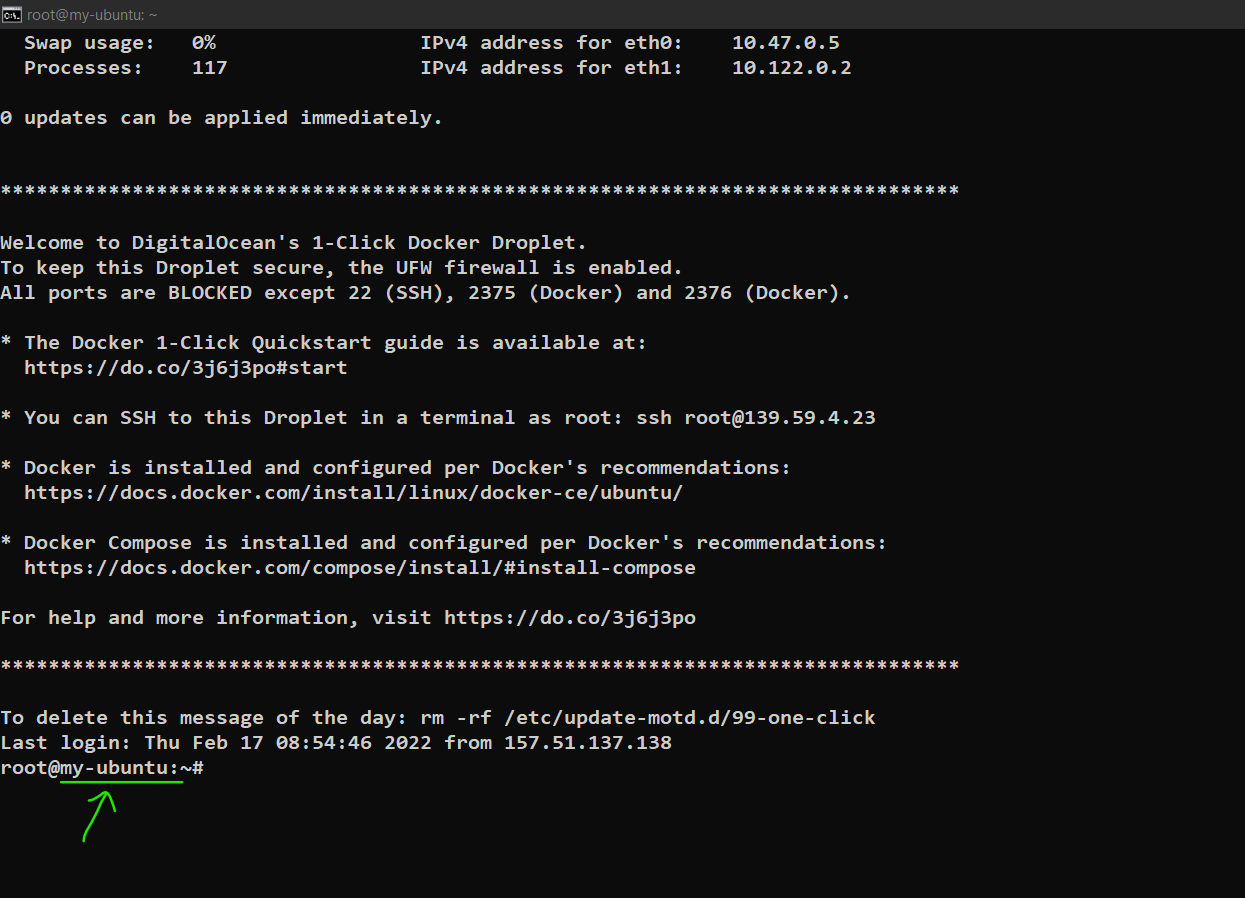 root@my-ubuntu: ~
Swap usage: 0% IPv4 address for eth0: 10.47.0.5
Processes: 117 IPv4 address for eth1: 10.122.0.2
0 updates can be applied immediately.
********************************************************************************
Welcome to DigitalOcean's 1-Click Docker Droplet.
To keep this Droplet secure, the UFW firewall is enabled.
All ports are BLOCKED except 22 (SSH), 2375 (Docker) and 2376 (Docker).
* The Docker 1-Click Quickstart guide is available at:
https://do.co/3j6j3po#start
* You can SSH to this Droplet in a terminal as root: ssh root@139.59.4.23
* Docker is installed and configured per Docker's recommendations:
https://docs.docker.com/install/linux/docker-ce/ubuntu/
* Docker Compose is installed and configured per Docker's recommendations:
https://docs.docker.com/compose/install/#install-compose
For help and more information, visit https://do.co/3j6j3po
********************************************************************************
To delete this message of the day: rm -rf /etc/update-motd.d/99-one-click
Last login: Thu Feb 17 08:54:46 2022 from 157.51.137.138
root@my-ubuntu:~#